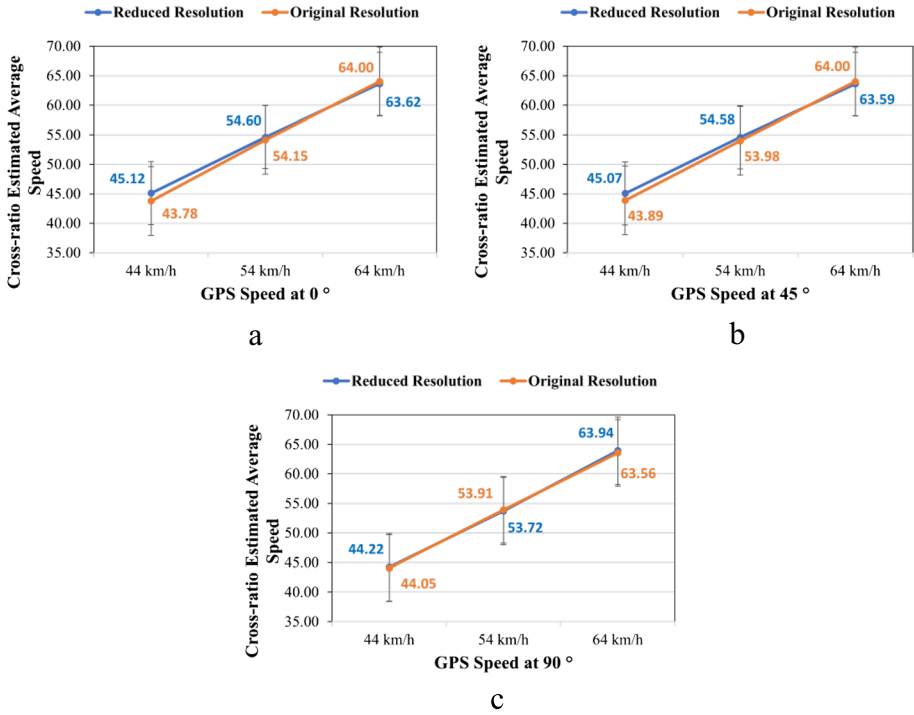 Reduced Resolution Original Resolution
Cross-ratio Estimated Average
Speed
70.00
65.00
60.00
55.00
50.00
45.00
40.00
35.00
45.12
54.60
63.62
43.78
54.15
64.00
44 km/h 54 km/h 64 km/h
GPS Speed at 0 °
a
Reduced Resolution Original Resolution
Cross-ratio Estimated Average
Speed
70.00
65.00
60.00
55.00
50.00
45.00
40.00
35.00
45.07
54.58
63.59
43.89
53.98
64.00
44 km/h 54 km/h 64 km/h
GPS Speed at 45 °
b
Reduced Resolution Original Resolution
Cross-ratio Estimated Average
Speed
70.00
65.00
60.00
55.00
50.00
45.00
40.00
35.00
44.22
53.72
63.94
44.05
53.91
63.56
44 km/h 54 km/h 64 km/h
GPS Speed at 90 °
c